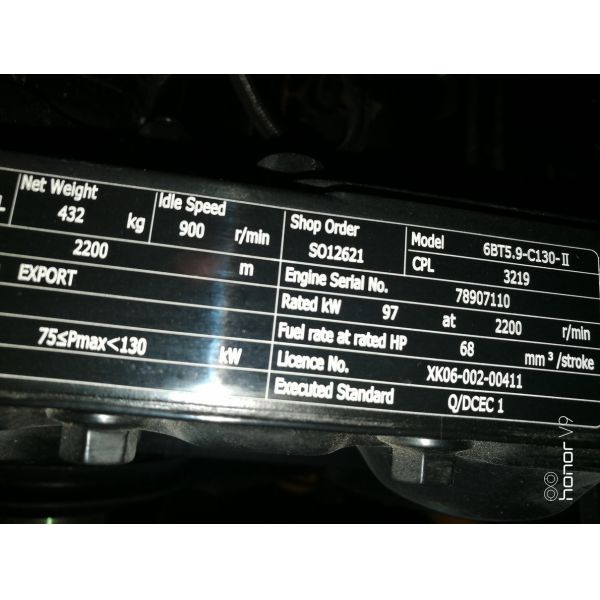 Net Weight
432 kg
Idle Speed
900 r/min
2200 m
EXPORT
75≤Pmax<130 kW
Shop Order
SO12621
Model 6BT5.9-C130-II
CPL 3219
Engine Serial No. 78907110
Rated kW 97 at 2200 r/min
Fuel rate at rated HP 68 mm³/stroke
Licence No. XK06-002-00411
Executed Standard Q/DCEC 1
honor V9